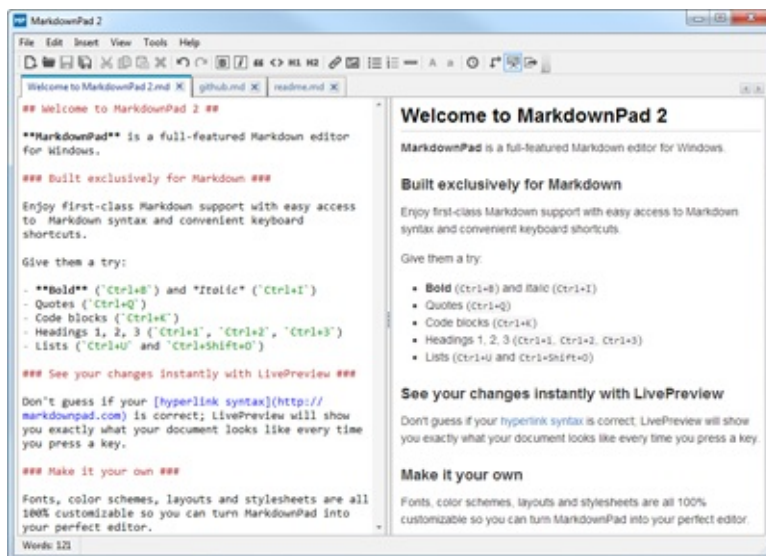 MarkdownPad 2
File Edit Insert View Tools Help
B I “ <> H1 H2 A a
Welcome to MarkdownPad 2.md github.md readme.md
## Welcome to MarkdownPad 2 ##
**MarkdownPad** is a full-featured Markdown editor
for Windows.
### Built exclusively for Markdown ###
Enjoy first-class Markdown support with easy access
to  Markdown syntax and convenient keyboard
shortcuts.
Give them a try:
- **Bold** (`Ctrl+B`) and *Italic* (`Ctrl+I`)
- Quotes (`Ctrl+Q`)
- Code blocks (`Ctrl+K`)
- Headings 1, 2, 3 (`Ctrl+1`, `Ctrl+2`, `Ctrl+3`)
- Lists (`Ctrl+U` and `Ctrl+Shift+O`)
### See your changes instantly with LivePreview ###
Don't guess if your [hyperlink syntax](http://
markdownpad.com) is correct; LivePreview will show
you exactly what your document looks like every time
you press a key.
### Make it your own ###
Fonts, color schemes, layouts and stylesheets are all
100% customizable so you can turn MarkdownPad into
your perfect editor.
Welcome to MarkdownPad 2
MarkdownPad is a full-featured Markdown editor for Windows.
Built exclusively for Markdown
Enjoy first-class Markdown support with easy access to Markdown
syntax and convenient keyboard shortcuts.
Give them a try:
• Bold (Ctrl+B) and Italic (Ctrl+I)
• Quotes (Ctrl+Q)
• Code blocks (Ctrl+K)
• Headings 1, 2, 3 (Ctrl+1, Ctrl+2, Ctrl+3)
• Lists (Ctrl+U and Ctrl+Shift+O)
See your changes instantly with LivePreview
Don't guess if your hyperlink syntax is correct; LivePreview will show
you exactly what your document looks like every time you press a key.
Make it your own
Fonts, color schemes, layouts and stylesheets are all 100%
customizable so you can turn MarkdownPad into your perfect editor.
Words: 121